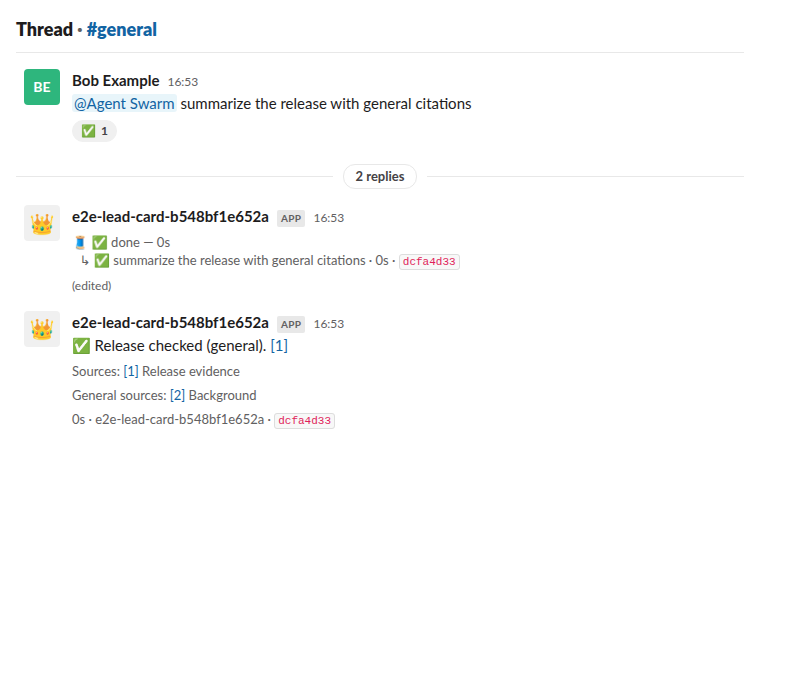 Thread • #general
BE
Bob Example 16:53
@Agent Swarm summarize the release with general citations
✅ 1
2 replies
e2e-lead-card-b548bf1e652a APP 16:53
🧵 ✅ done — 0s
↳ ✅ summarize the release with general citations · 0s · dcfa4d33
(edited)
e2e-lead-card-b548bf1e652a APP 16:53
✅ Release checked (general). [1]
Sources: [1] Release evidence
General sources: [2] Background
0s · e2e-lead-card-b548bf1e652a · dcfa4d33